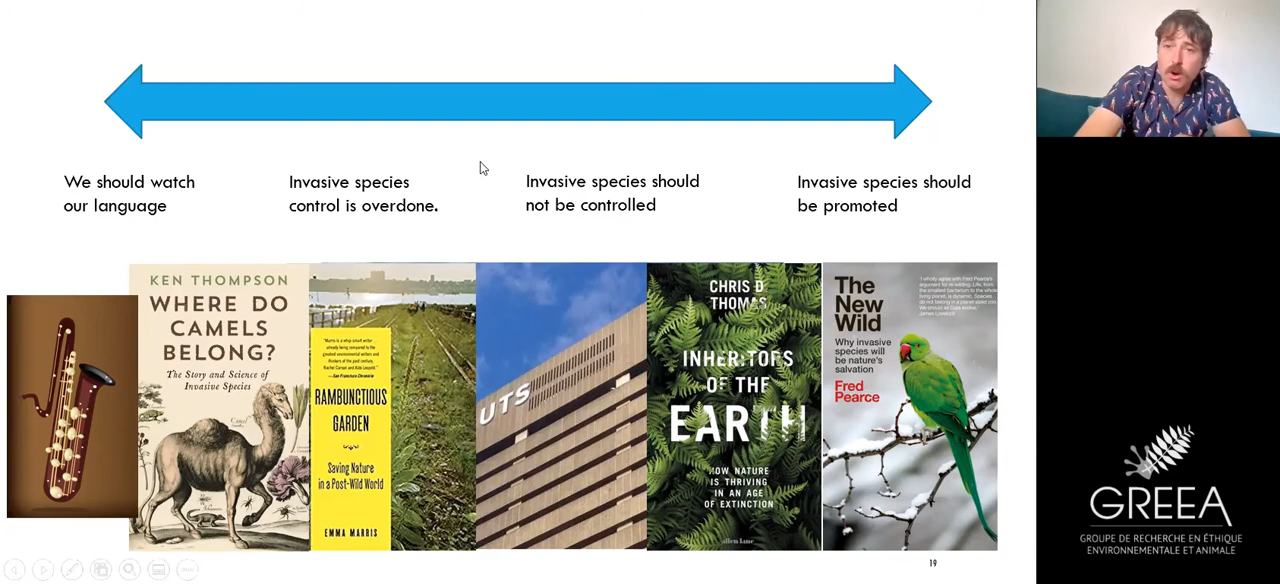 We should watch
our language
Invasive species
control is overdone.
Invasive species should
not be controlled
Invasive species should
be promoted
KEN THOMPSON
WHERE DO
CAMELS
BELONG?
The Story and Science of
Invasive Species
RAMBUNCTIOUS
GARDEN
Saving Nature
in a Post-Wild World
EMMA MARRIS
UTS
CHRIS D
THOMAS
INHERITORS
OF THE
EARTH
HOW NATURE
IS THRIVING
IN AN AGE
OF EXTINCTION
allen lane
The
New
Wild
Why invasive
species will
be nature's
salvation
Fred
Pearce
19
GREEA
GROUPE DE RECHERCHE EN ÉTHIQUE
ENVIRONNEMENTALE ET ANIMALE